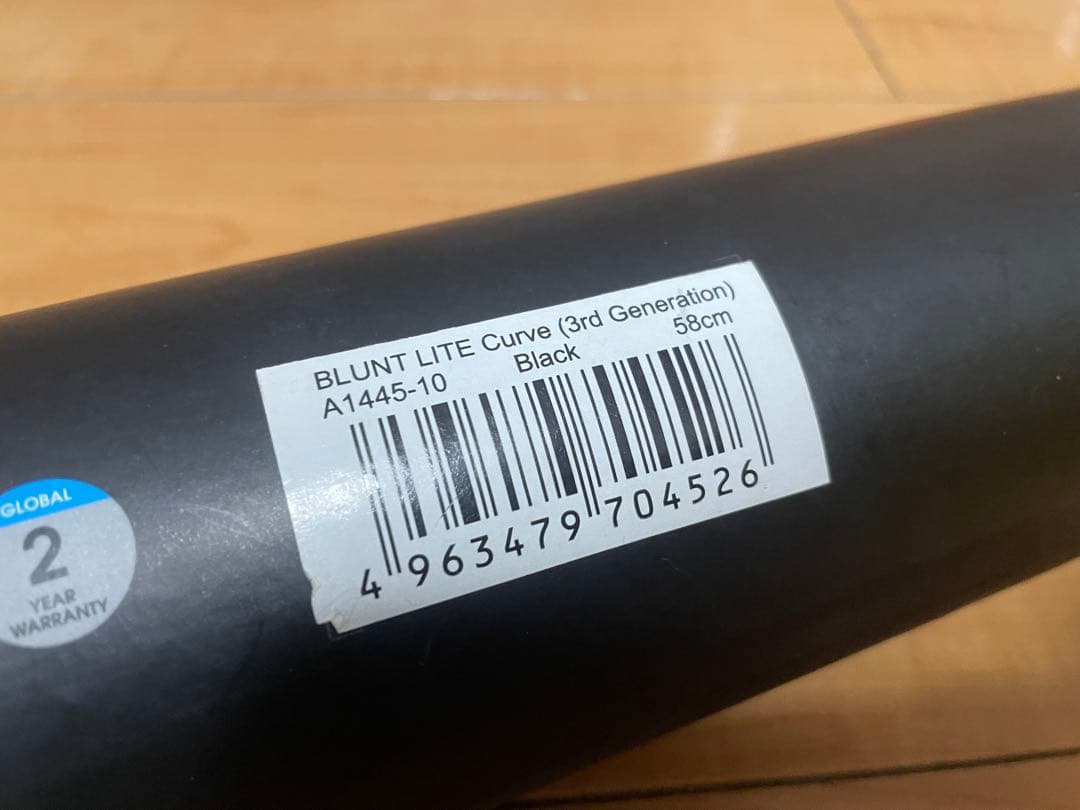 BLUNT LITE Curve (3rd Generation)
A1445-10 Black 58cm
4 963479 704526
GLOBAL
2
YEAR
WARRANTY